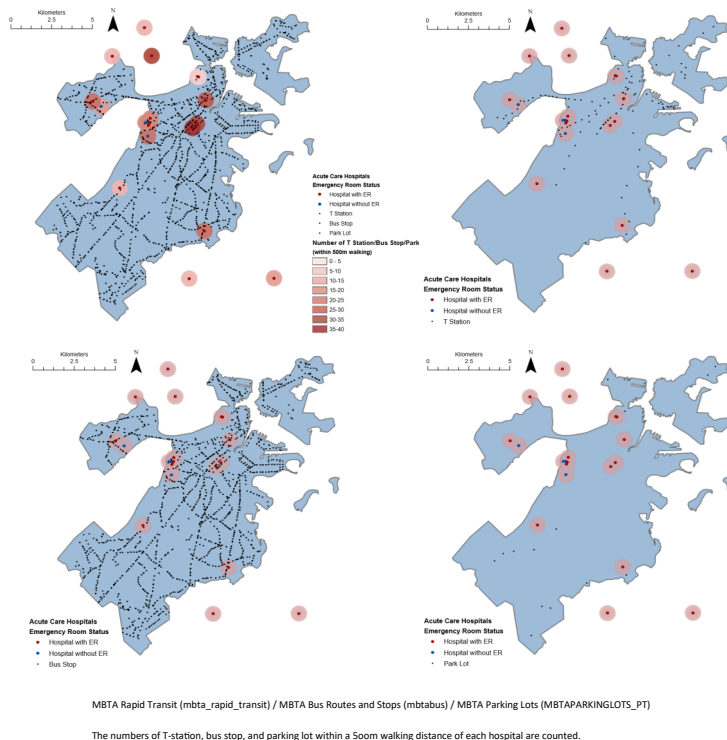 Kilometers
N
0 2.5 5
Kilometers
N
0 2.5 5
Acute Care Hospitals
Emergency Room Status
Hospital with ER
Hospital without ER
T Station
Bus Stop
Park Lot
Number of T Station/Bus Stop/Park
(within 500m walking)
0 - 5
5-10
10-15
15-20
20-25
25-30
30-35
35-40
Acute Care Hospitals
Emergency Room Status
Hospital with ER
Hospital without ER
T Station
Kilometers
N
0 2.5 5
Kilometers
N
0 2.5 5
Acute Care Hospitals
Emergency Room Status
Hospital with ER
Hospital without ER
Bus Stop
Acute Care Hospitals
Emergency Room Status
Hospital with ER
Hospital without ER
Park Lot
MBTA Rapid Transit (mbta_rapid_transit) / MBTA Bus Routes and Stops (mbtabus) / MBTA Parking Lots (MBTAPARKINGLOTS_PT)
The numbers of T-station, bus stop, and parking lot within a 5oom walking distance of each hospital are counted.